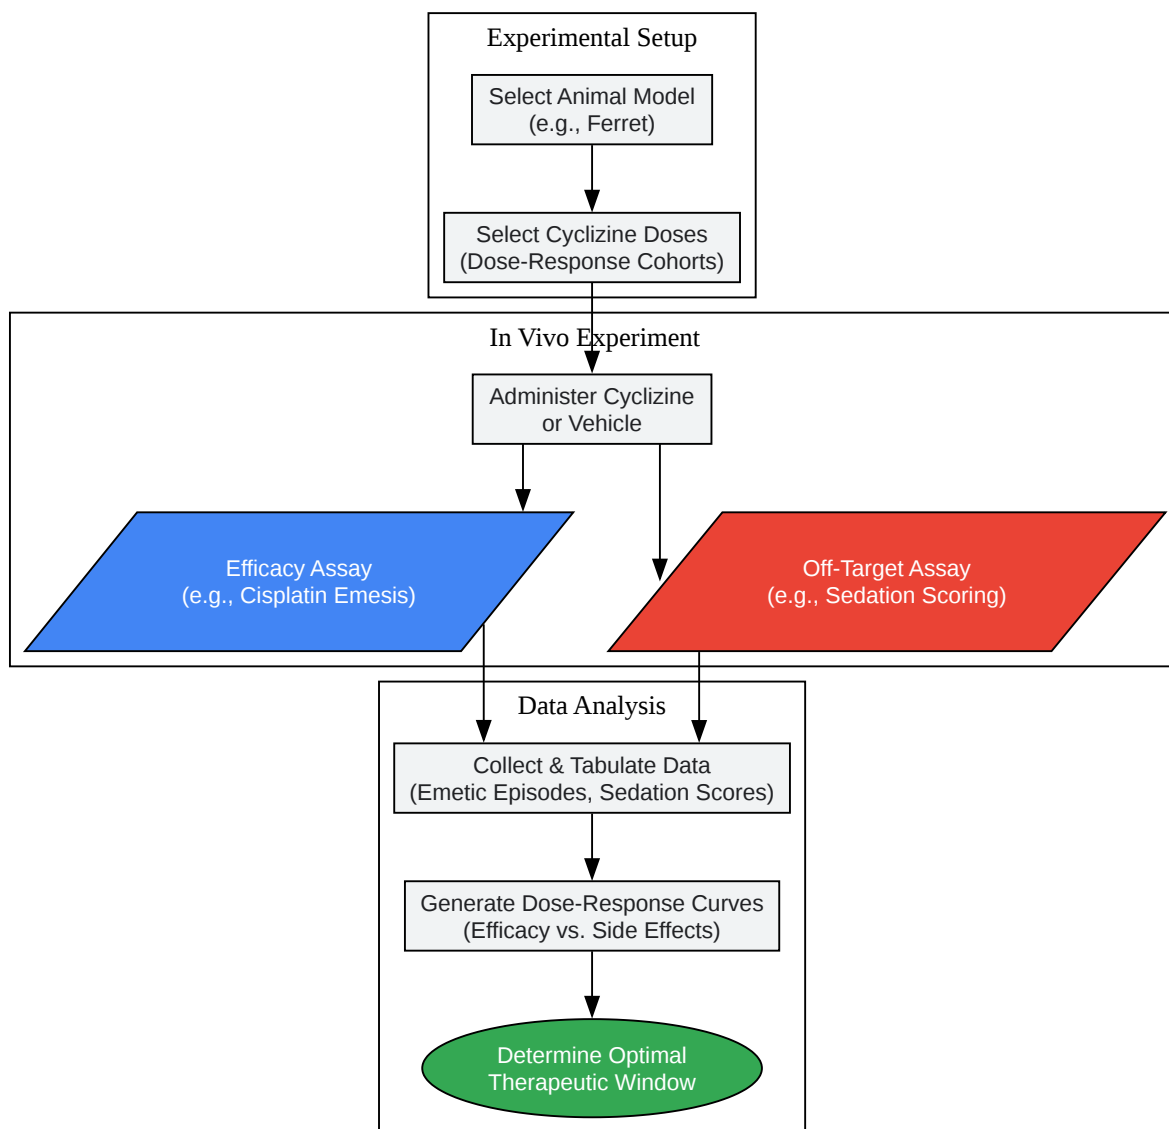 Experimental Setup
Select Animal Model
(e.g., Ferret)
Select Cyclizine Doses
(Dose-Response Cohorts)
In Vivo Experiment
Administer Cyclizine
or Vehicle
Efficacy Assay
(e.g., Cisplatin Emesis)
Off-Target Assay
(e.g., Sedation Scoring)
Data Analysis
Collect & Tabulate Data
(Emetic Episodes, Sedation Scores)
Generate Dose-Response Curves
(Efficacy vs. Side Effects)
Determine Optimal
Therapeutic Window